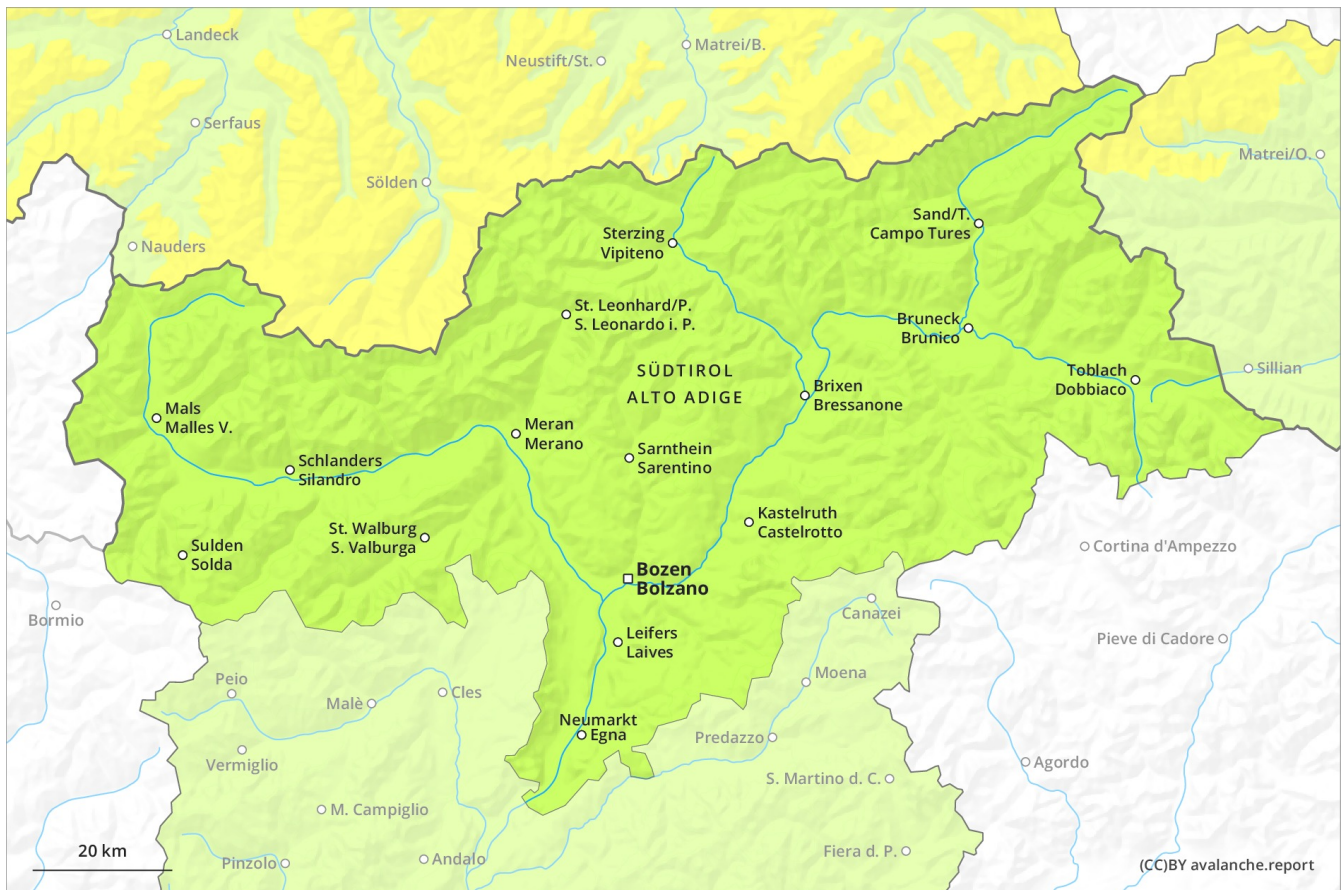 Landeck
Matrei/B.
Neustift/St.
Serfaus
Matrei/O.
Sölden
Sand/T.
Campo Tures
Sterzing
Vipiteno
Nauders
St. Leonhard/P.
S. Leonardo i. P.
Bruneck
Brunico
SÜDTIROL
ALTO ADIGE
Toblach
Dobbiaco
Sillian
Brixen
Bressanone
Mals
Malles V.
Meran
Merano
Sarnthein
Sarentino
Schlanders
Silandro
Kastelruth
Castelrotto
St. Walburg
S. Valburga
Sulden
Solda
Cortina d'Ampezzo
Bozen
Bolzano
Bormio
Canazei
Leifers
Laives
Pieve di Cadore
Moena
Peio
Malè
Cles
Neumarkt
Egna
Predazzo
Vermiglio
Agordo
S. Martino d. C.
M. Campiglio
20 km
Pinzolo
Andalo
Fiera d. P.
(CC)BY avalanche.report